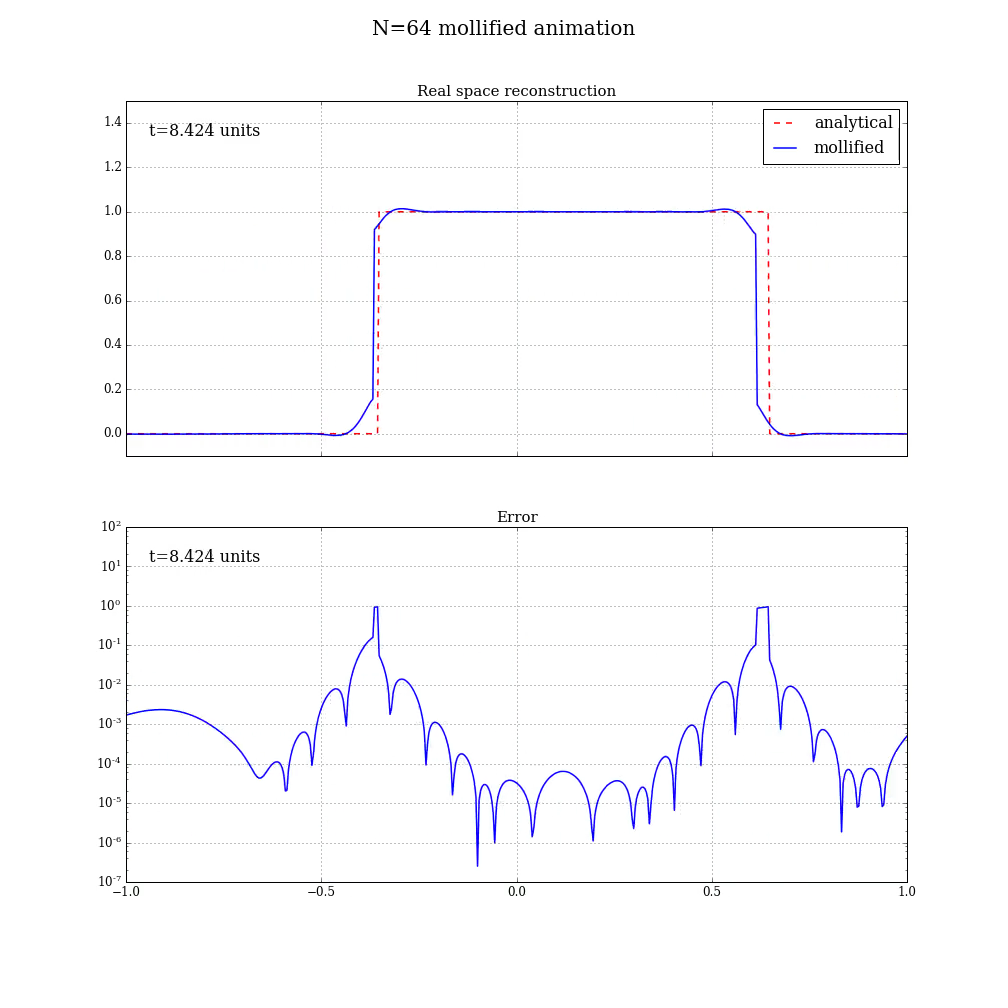 N=64 mollified animation
Real space reconstruction
t=8.424 units
analytical
mollified
1.4
1.2
1.0
0.8
0.6
0.4
0.2
0.0
Error
t=8.424 units
10²
10¹
10⁰
10⁻¹
10⁻²
10⁻³
10⁻⁴
10⁻⁵
10⁻⁶
10⁻⁷
−1.0 −0.5 0.0 0.5 1.0